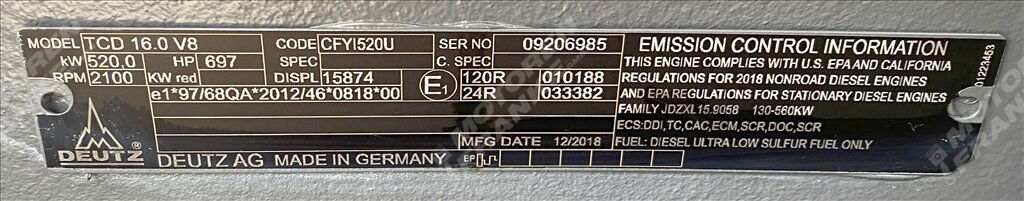 MODEL TCD 16.0 V8 CODE CFYI520U SER NO 09206985
kW 520,0 HP 697 SPEC C. SPEC
RPM 2100 KW red DISPL 15874 E1 120R 010188
e1*97/68QA*2012/46*0818*00 24R 033382
MFG DATE 12/2018
DEUTZ ® DEUTZ AG MADE IN GERMANY EP
EMISSION CONTROL INFORMATION
THIS ENGINE COMPLIES WITH U.S. EPA AND CALIFORNIA
REGULATIONS FOR 2018 NONROAD DIESEL ENGINES
AND EPA REGULATIONS FOR STATIONARY DIESEL ENGINES
FAMILY JDZXL15.9058 130-560KW
ECS:DDI,TC,CAC,ECM,SCR,DOC,SCR
FUEL: DIESEL ULTRA LOW SULFUR FUEL ONLY